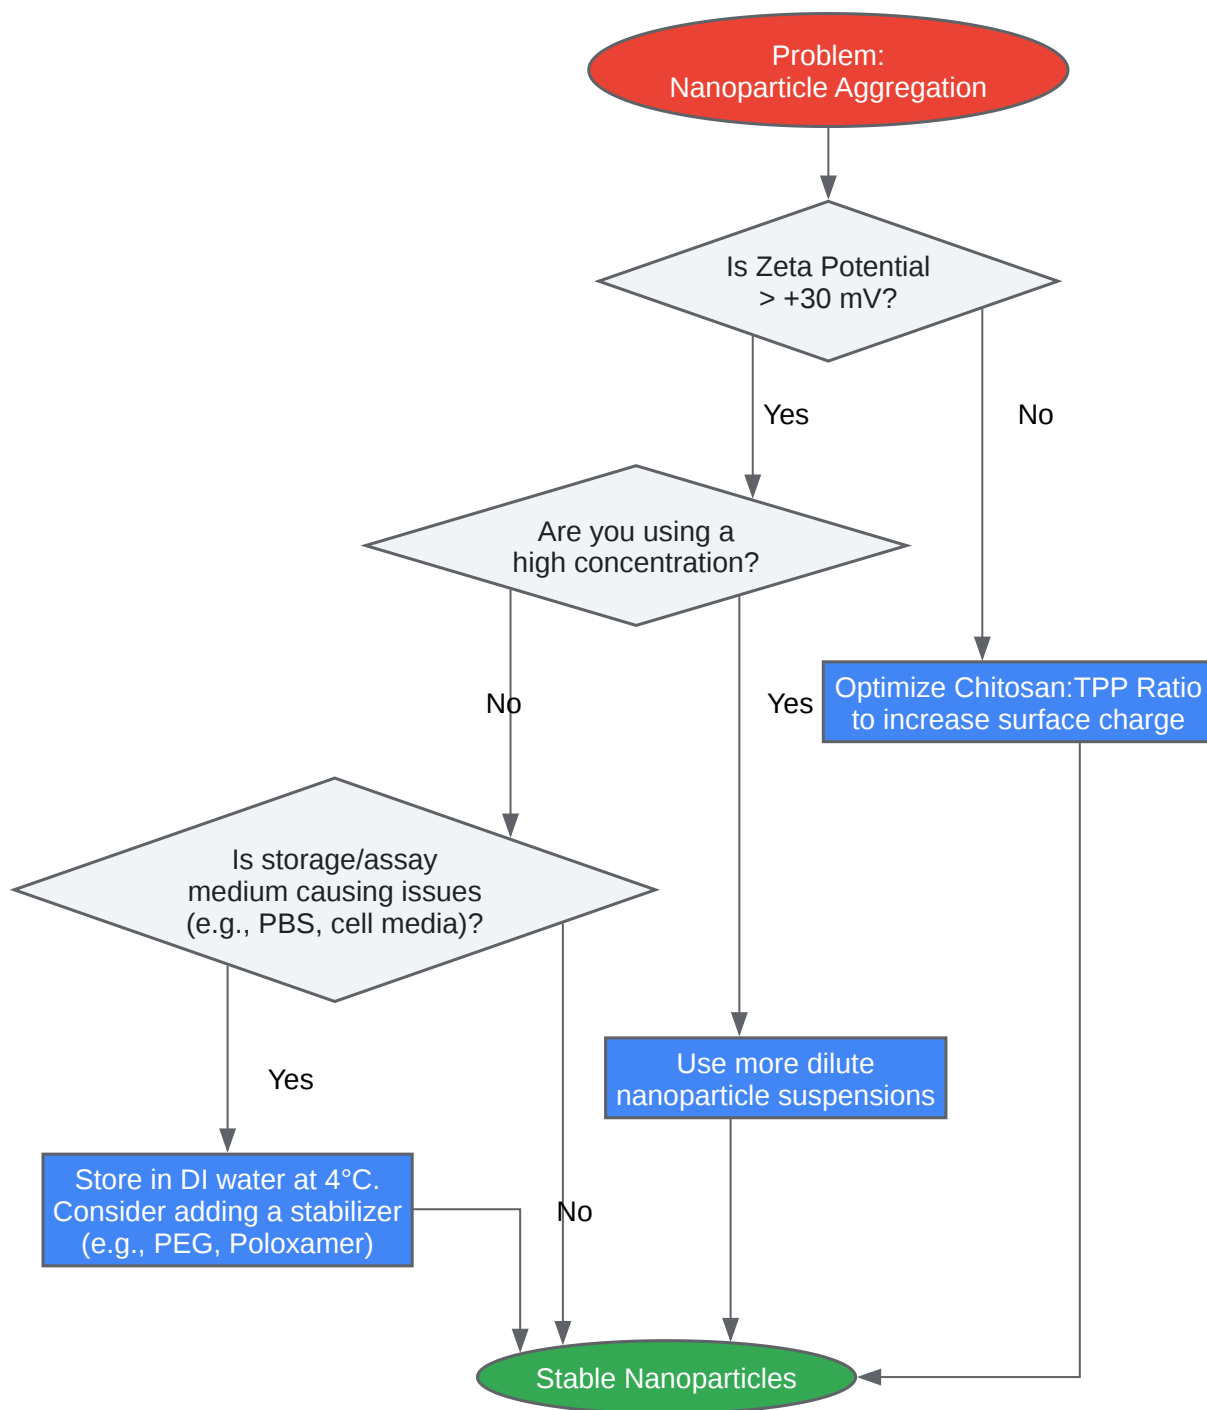 Problem:
Nanoparticle Aggregation
Is Zeta Potential
> +30 mV?
Yes
No
Are you using a
high concentration?
No
Yes
Optimize Chitosan:TPP Ratio
to increase surface charge
Is storage/assay
medium causing issues
(e.g., PBS, cell media)?
Yes
Use more dilute
nanoparticle suspensions
Store in DI water at 4°C.
Consider adding a stabilizer
(e.g., PEG, Poloxamer)
No
Stable Nanoparticles